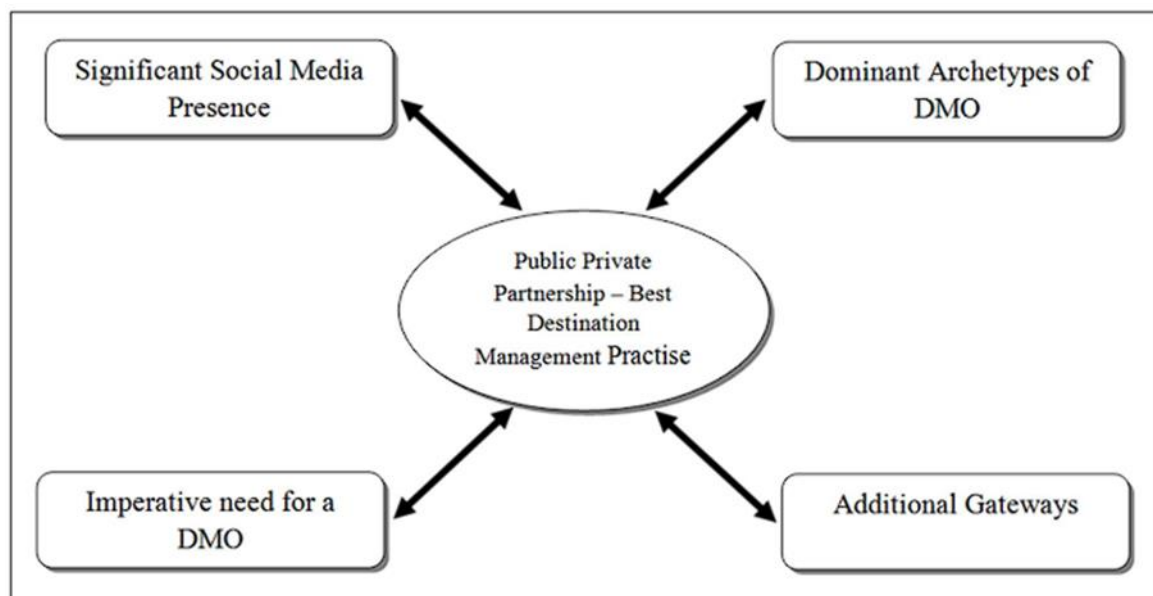 Significant Social Media
Presence
Dominant Archetypes of
DMO
Public Private
Partnership – Best
Destination
Management Practise
Imperative need for a
DMO
Additional Gateways